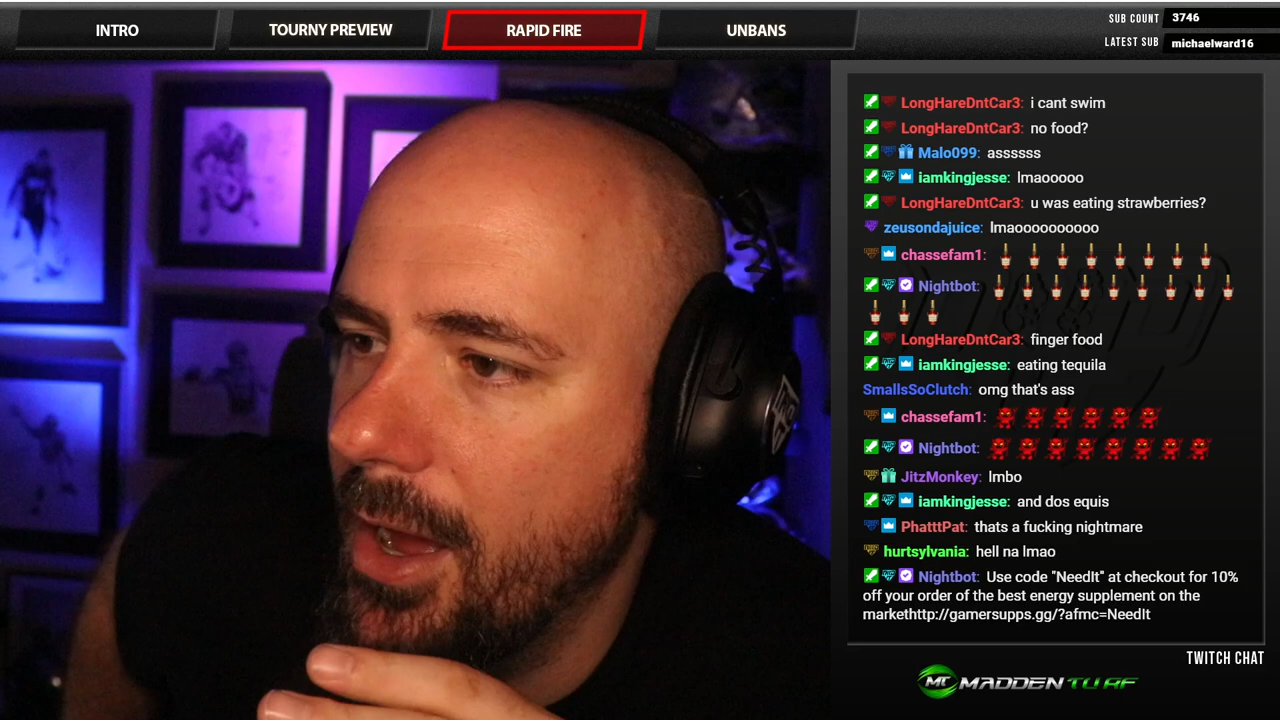 INTRO
TOURNY PREVIEW
RAPID FIRE
UNBANS
SUB COUNT 3746
LATEST SUB michaelward16
LongHareDntCar3: i cant swim
LongHareDntCar3: no food?
Malo099: assssss
iamkingjesse: lmaooooo
LongHareDntCar3: u was eating strawberries?
zeusondajuice: lmaoooooooooo
chassefam1:
Nightbot:
LongHareDntCar3: finger food
iamkingjesse: eating tequila
SmallsSoClutch: omg that's ass
chassefam1:
Nightbot:
JitzMonkey: lmbo
iamkingjesse: and dos equis
PhatttPat: thats a fucking nightmare
hurtsylvania: hell na lmao
Nightbot: Use code "NeedIt" at checkout for 10%
off your order of the best energy supplement on the
markethttp://gamersupps.gg/?afmc=NeedIt
TWITCH CHAT
MC MADDEN TURF